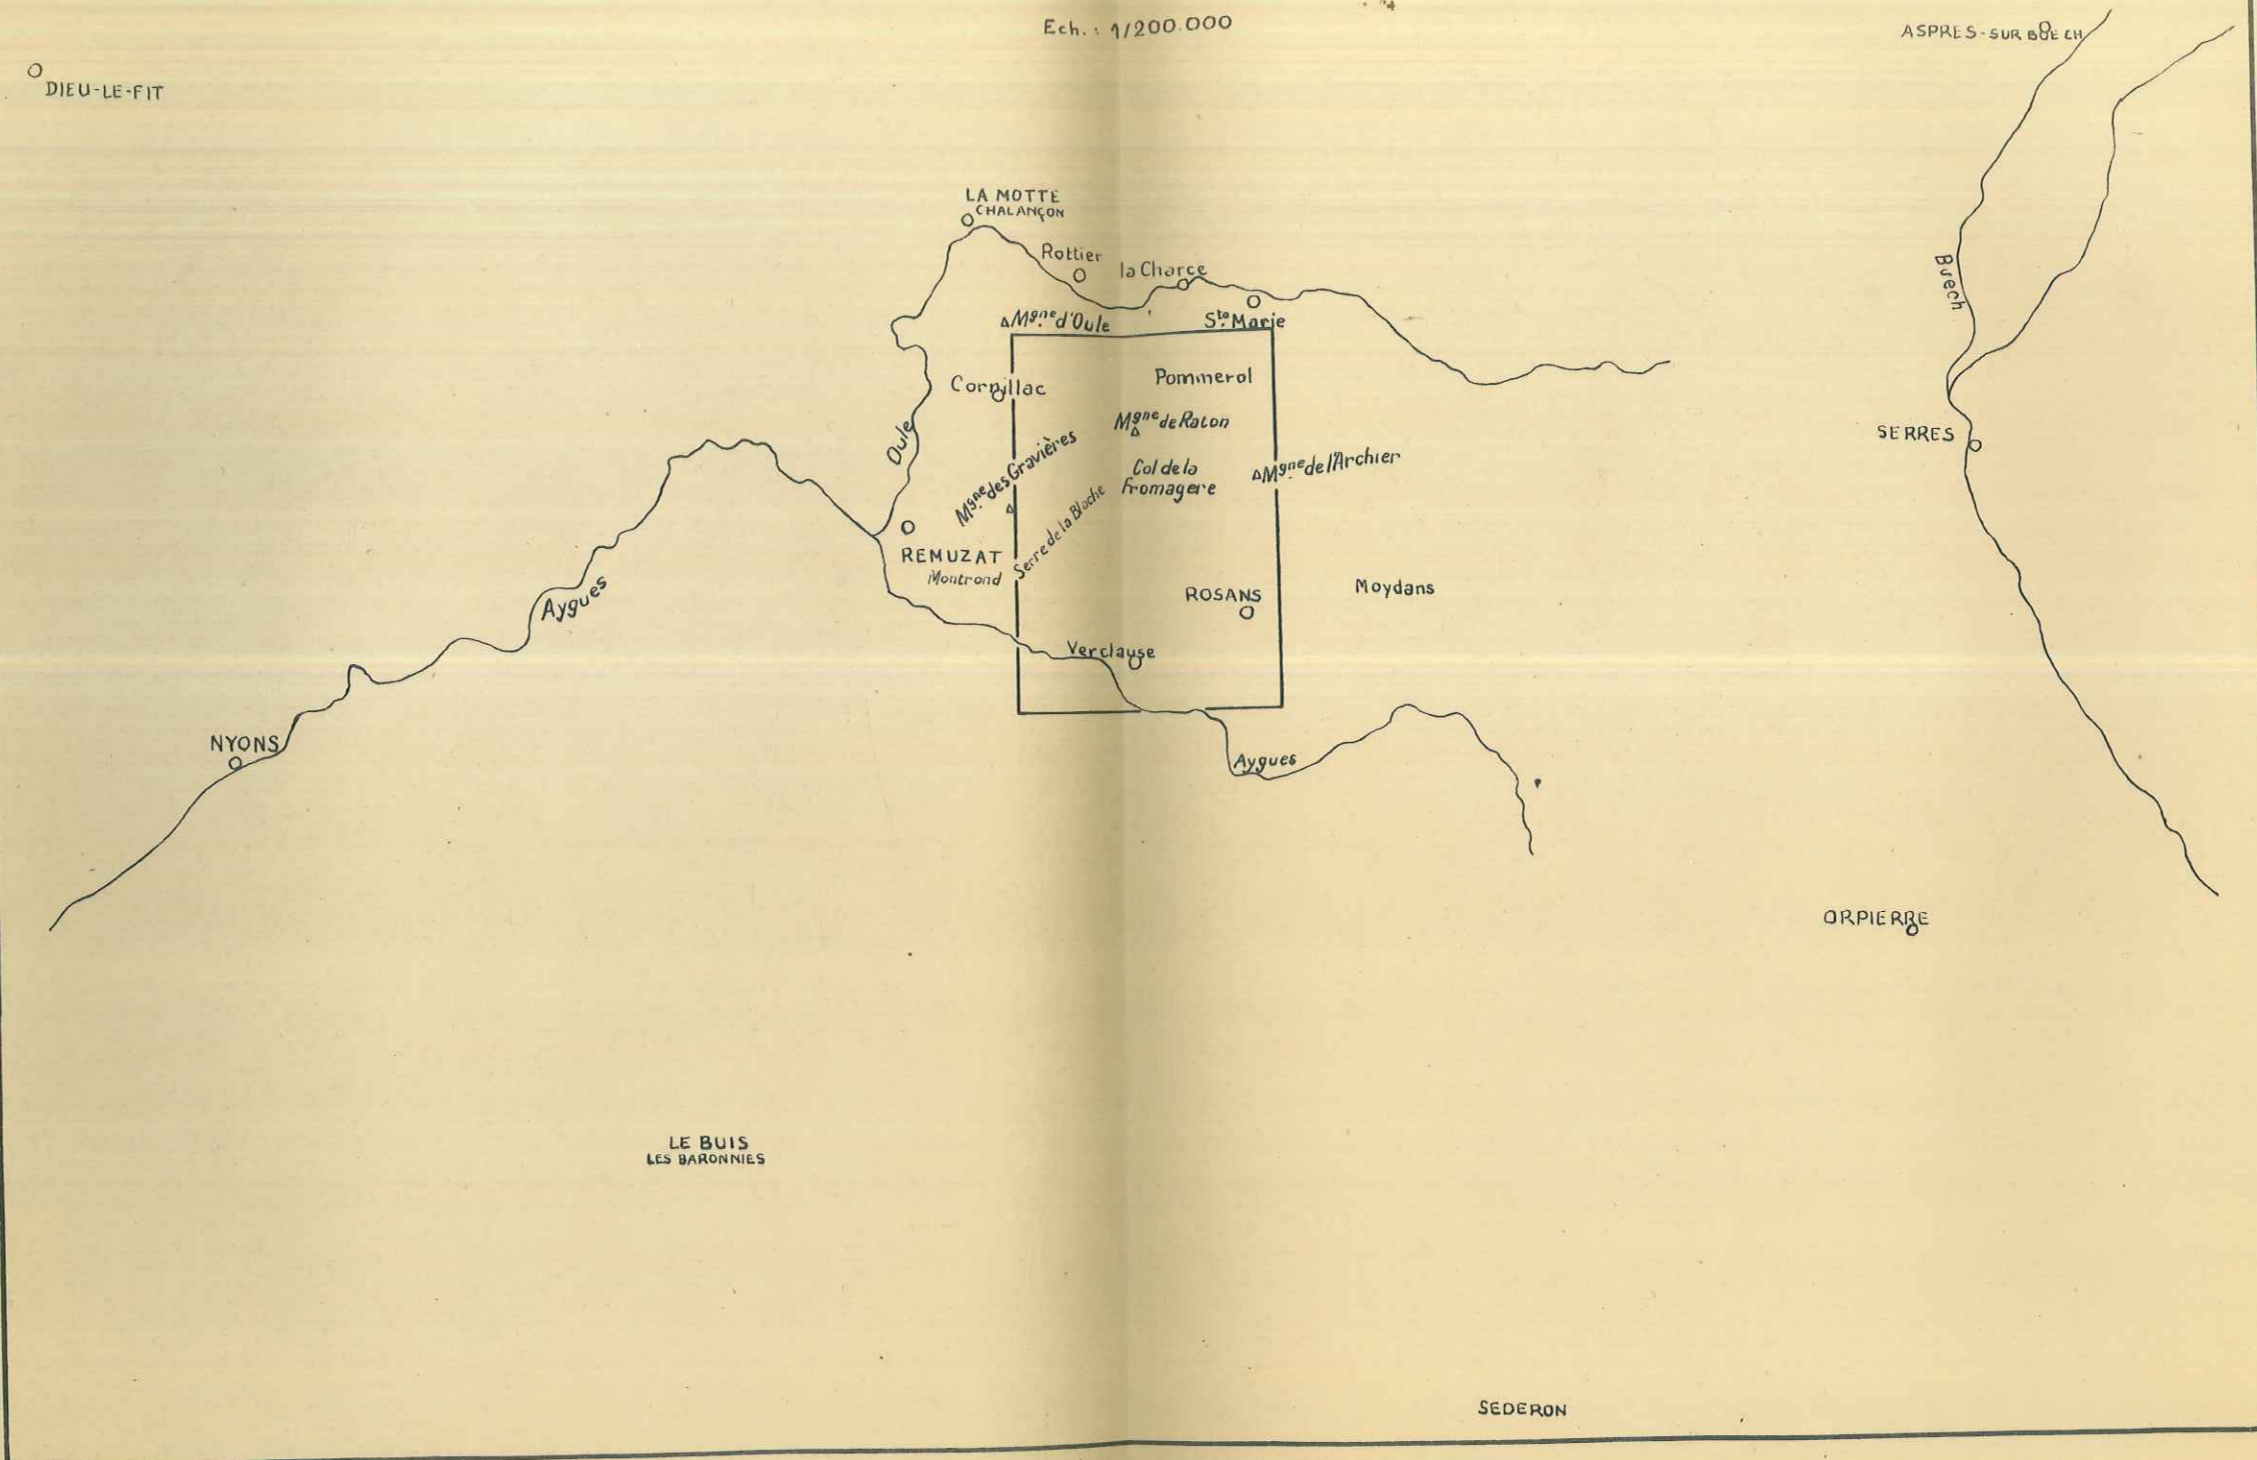 Ech. : 1/200.000
ASPRES-SUR BUECH
DIEU-LE-FIT
LA MOTTE
CHALANÇON
Rottier
la Charce
Buech
Mgne d'Oule
Ste Marie
Cornillac
Pommerol
Mgne de Raton
Oule
SERRES
Mgne des Gravières
Col de la
fromagere
Mgne de l'Archier
Serre de la Blache
REMUZAT
Montrond
Aygues
ROSANS
Moydans
Verclause
NYONS
Aygues
ORPIERRE
LE BUIS
LES BARONNIES
SEDERON